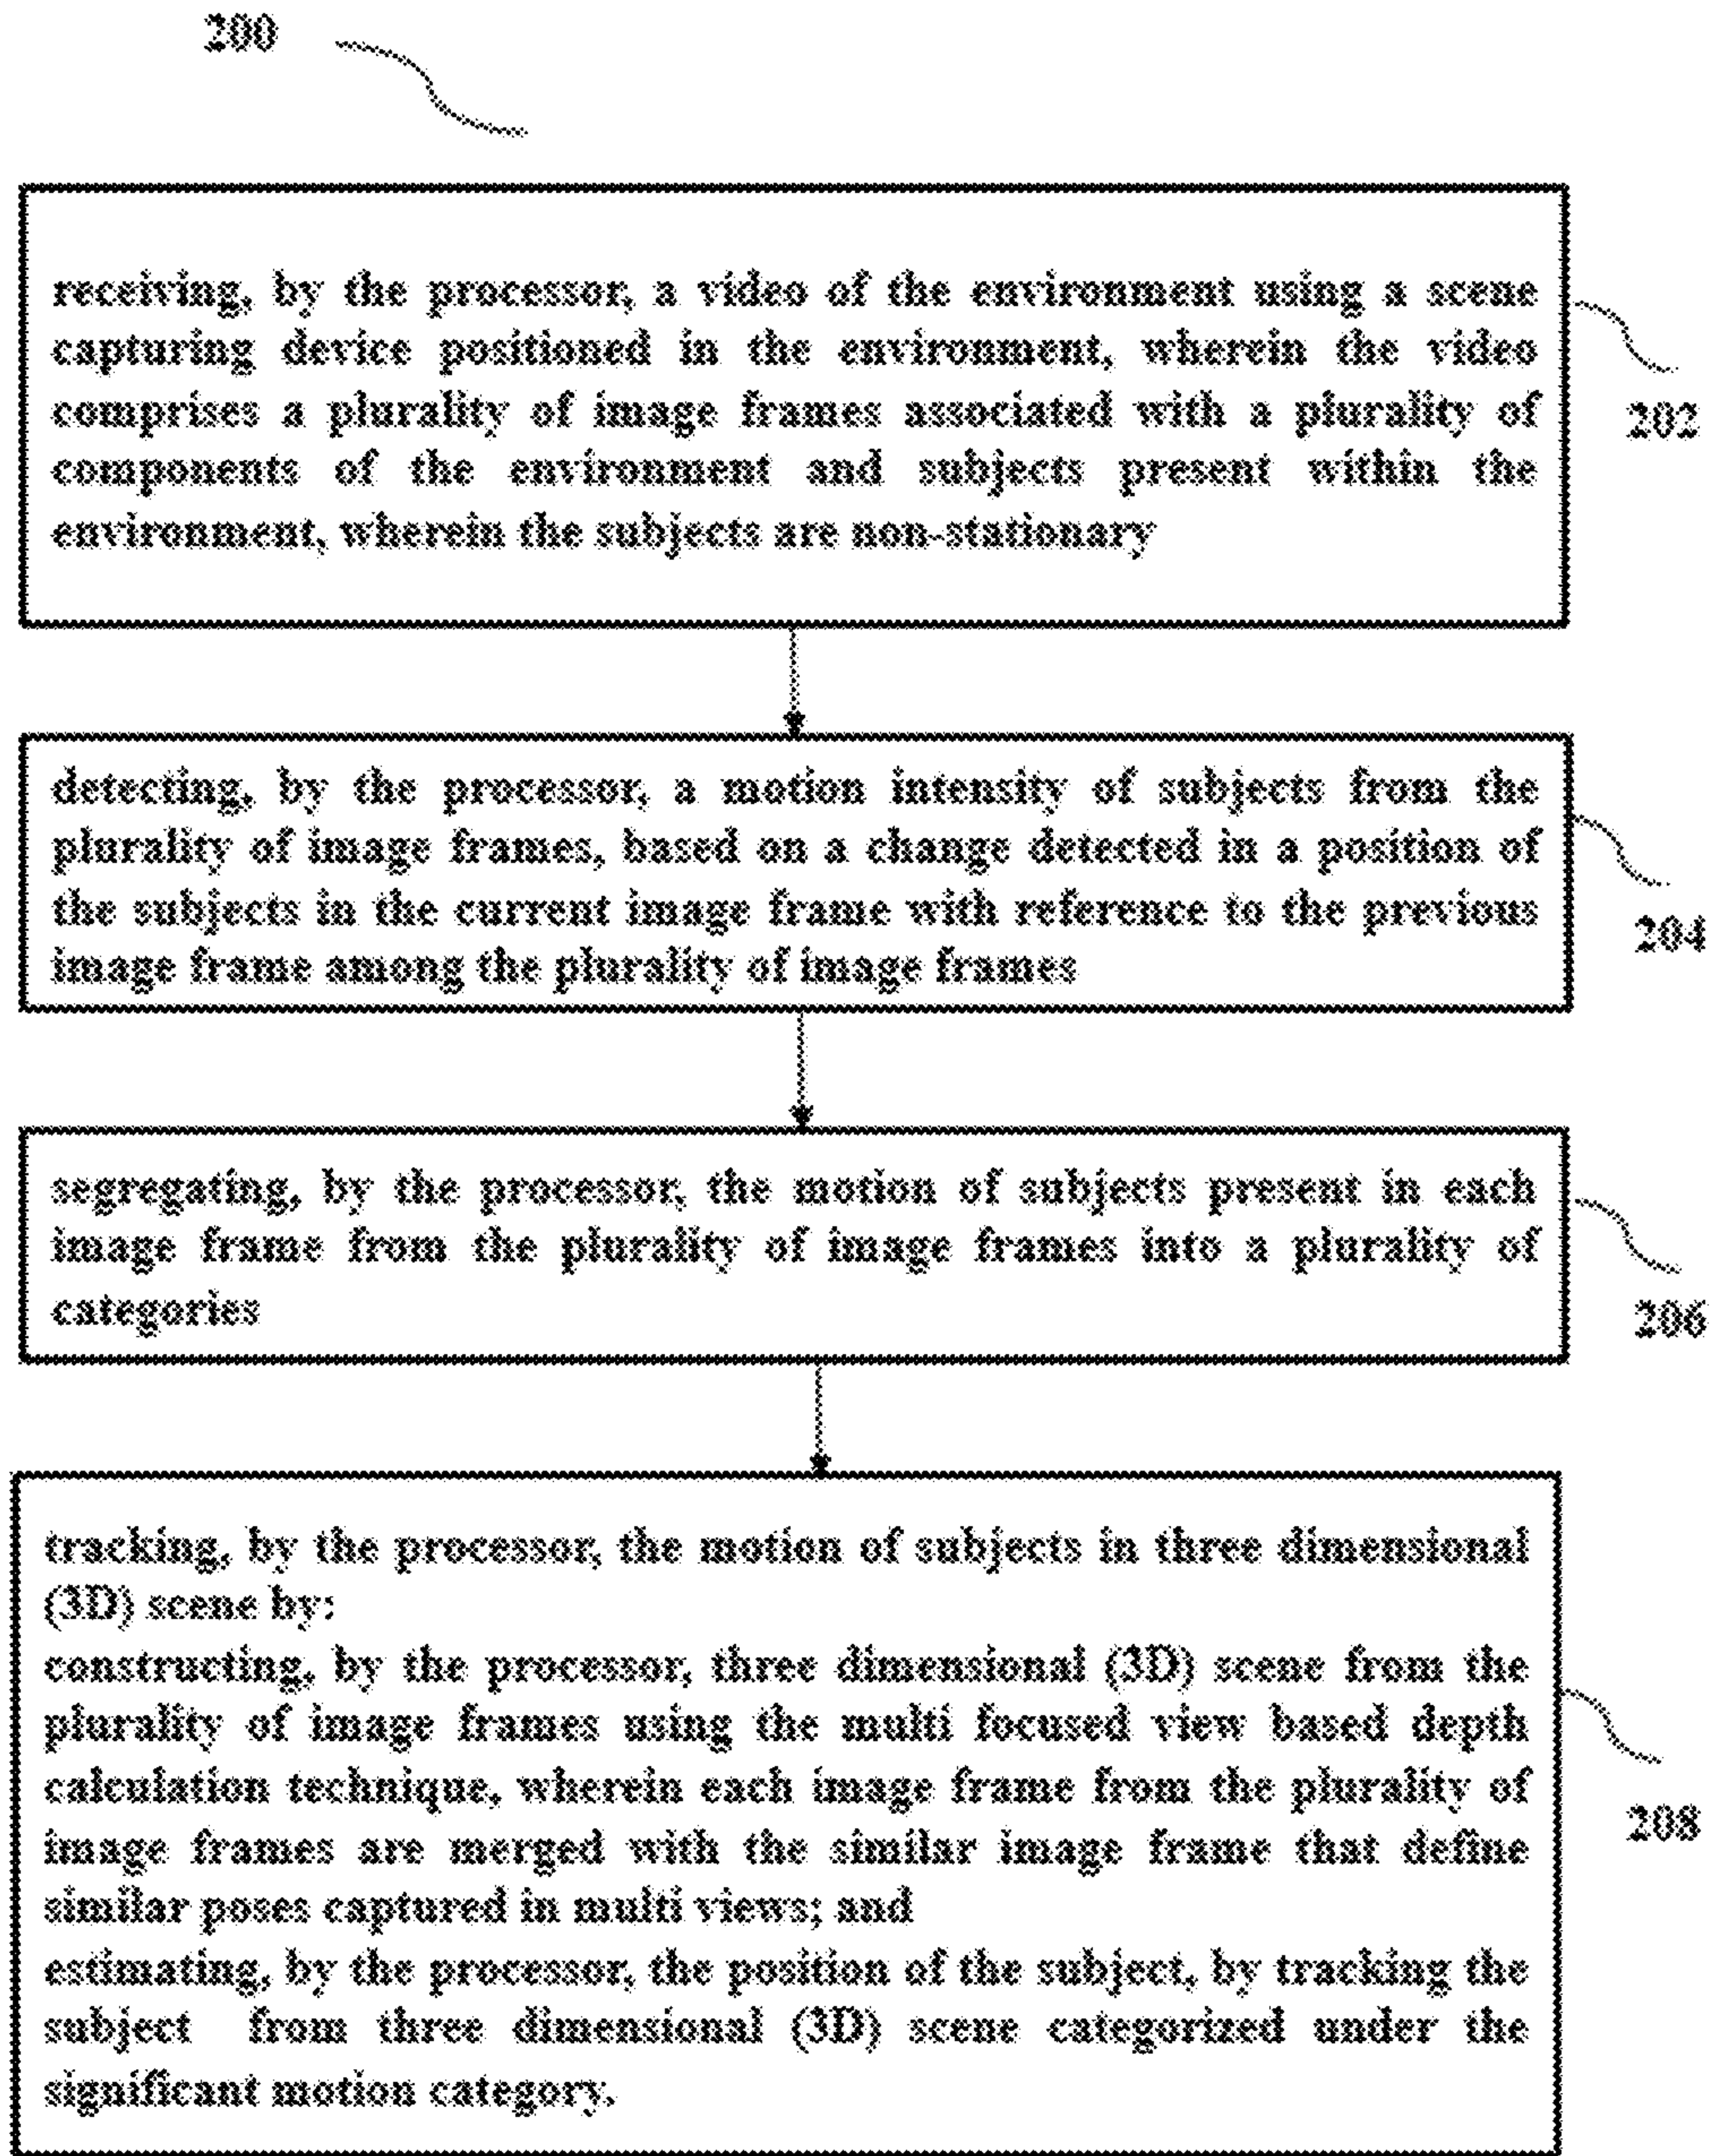 200
receiving, by the processor, a video of the environment using a scene
capturing device positioned in the environment, wherein the video
comprises a plurality of image frames associated with a plurality of
components of the environment and subjects present within the
environment, wherein the subjects are non-stationary
202
detecting, by the processor, a motion intensity of subjects from the
plurality of image frames, based on a change detected in a position of
the subjects in the current image frame with reference to the previous
image frame among the plurality of image frames
204
segregating, by the processor, the motion of subjects present in each
image frame from the plurality of image frames into a plurality of
categories
206
tracking, by the processor, the motion of subjects in three dimensional
(3D) scene by:
constructing, by the processor, three dimensional (3D) scene from the
plurality of image frames using the multi focused view based depth
calculation technique, wherein each image frame from the plurality of
image frames are merged with the similar image frame that define
similar poses captured in multi views; and
estimating, by the processor, the position of the subject, by tracking the
subject from three dimensional (3D) scene categorized under the
significant motion category.
208